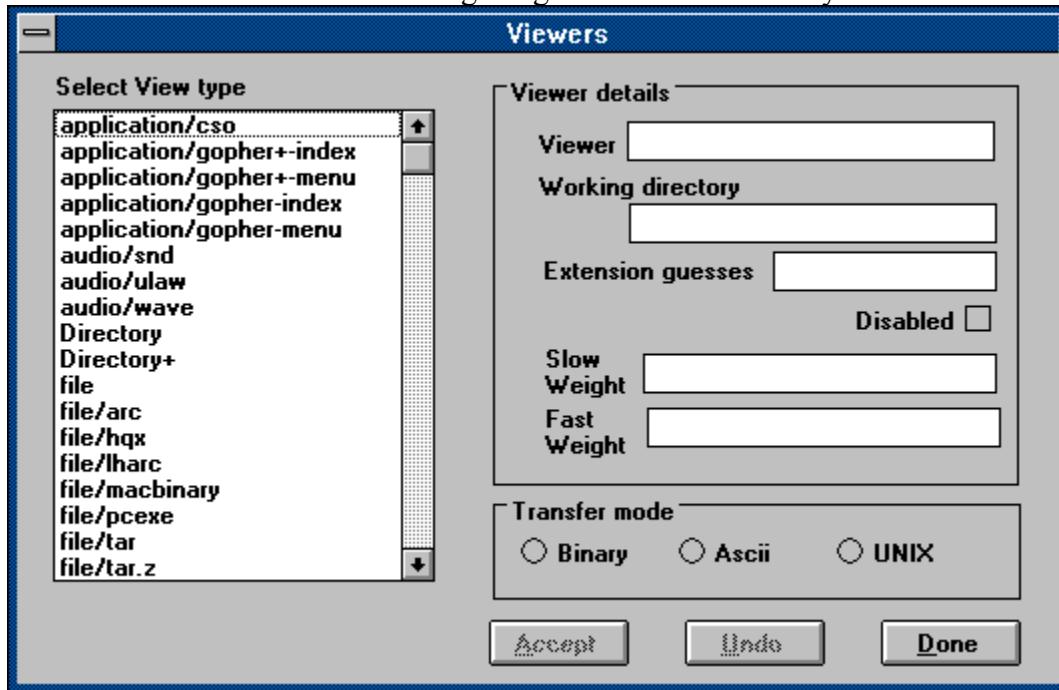 Viewers
Select View type
application/cso
application/gopher+-index
application/gopher+-menu
application/gopher-index
application/gopher-menu
audio/snd
audio/ulaw
audio/wave
Directory
Directory+
file
file/arc
file/hqx
file/lharc
file/macbinary
file/pcexe
file/tar
file/tar.z
Viewer details
Viewer
Working directory
Extension guesses
Disabled
Slow
Weight
Fast
Weight
Transfer mode
Binary Ascii UNIX
Accept Undo Done